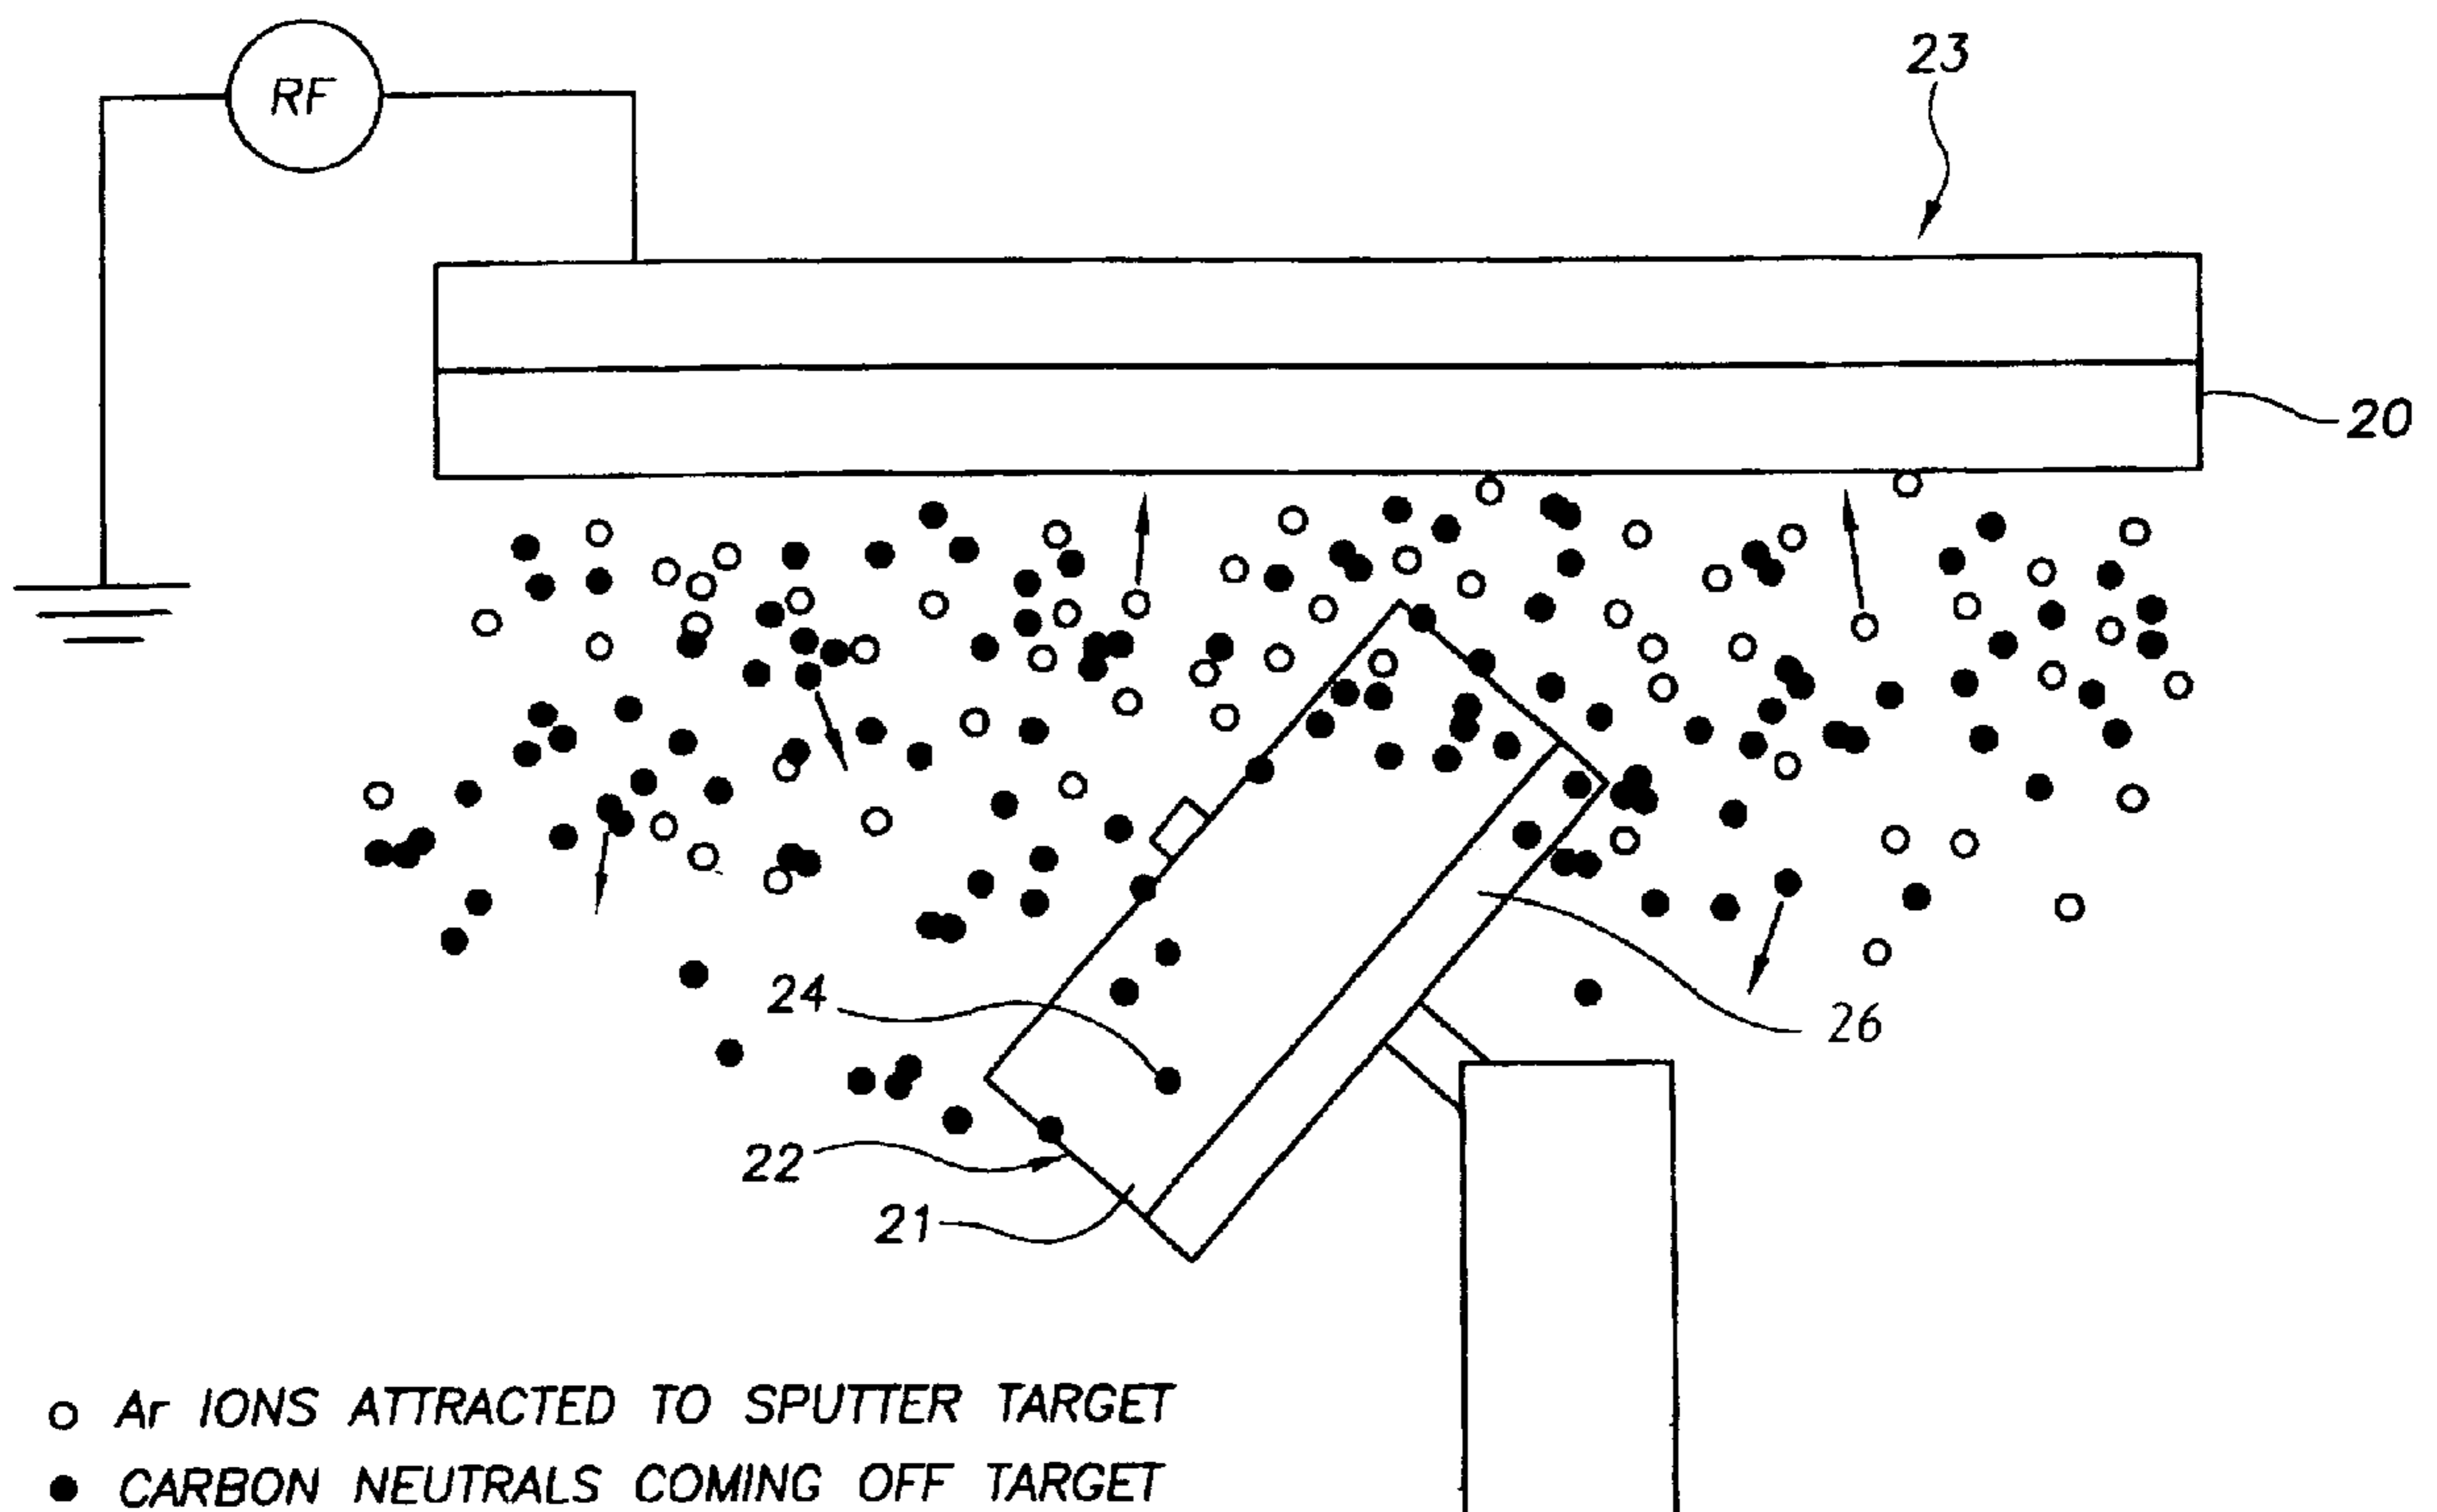 RF
23
20
24
26
22
21
Ar IONS ATTRACTED TO SPUTTER TARGET
CARBON NEUTRALS COMING OFF TARGET